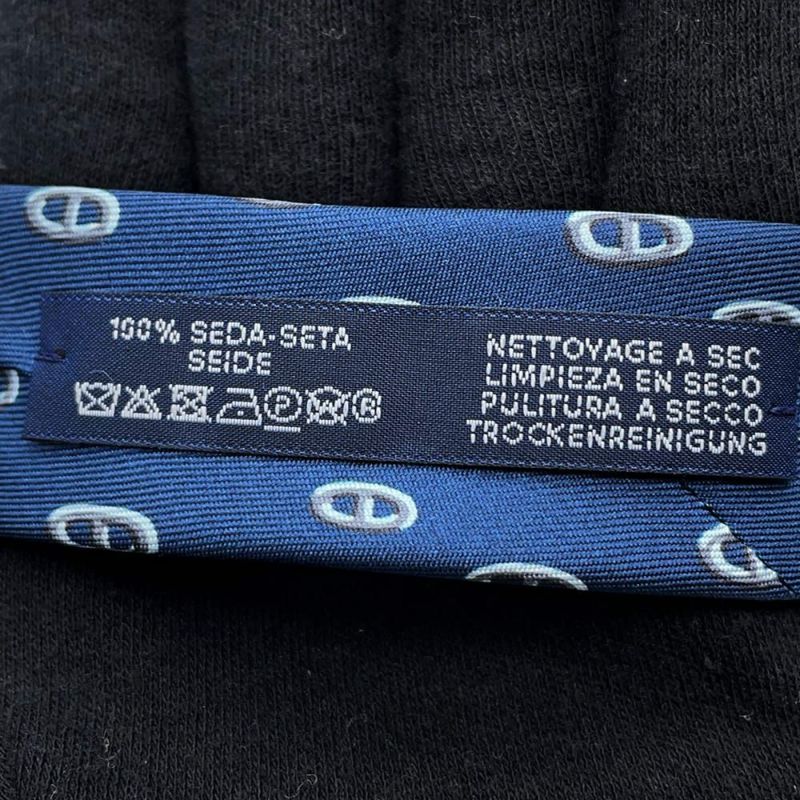 100% SEDA-SETA
SEIDE
P
NETTOYAGE A SEC
LIMPIEZA EN SECO
PULITURA A SECCO
TROCKENREINIGUNG